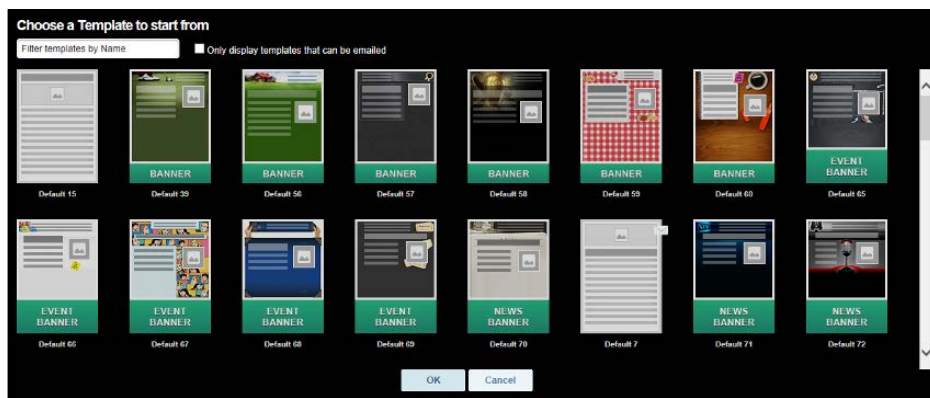 Choose a Template to start from
Filter templates by Name
Only display templates that can be emailed
BANNER
BANNER
BANNER
BANNER
BANNER
BANNER
EVENT
BANNER
Default 15
Default 39
Default 56
Default 57
Default 58
Default 59
Default 60
Default 65
EVENT
BANNER
EVENT
BANNER
EVENT
BANNER
EVENT
BANNER
NEWS
BANNER
NEWS
BANNER
NEWS
BANNER
Default 66
Default 67
Default 68
Default 69
Default 70
Default 7
Default 71
Default 72
OK
Cancel